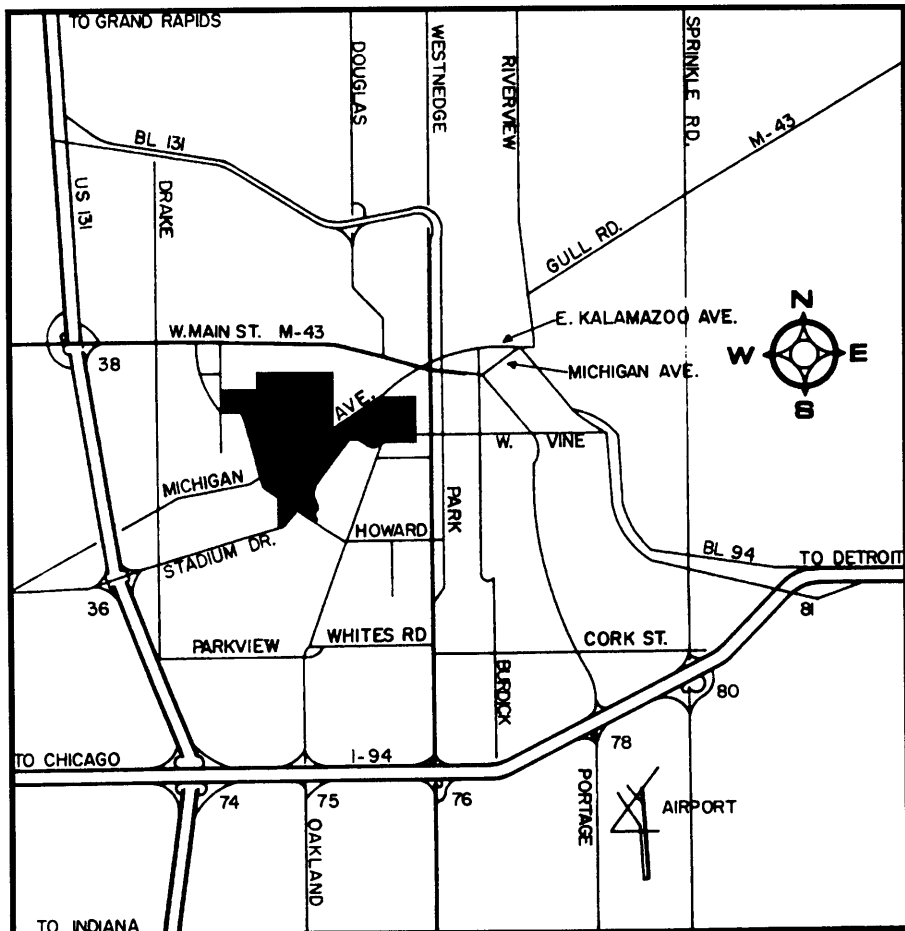 TO GRAND RAPIDS
DOUGLAS
WESTNEDGE
RIVERVIEW
SPRINKLE RD.
M-43
BL 131
US 131
DRAKE
GULL RD.
N
W E
S
E. KALAMAZOO AVE.
W. MAIN ST. M-43
38
MICHIGAN AVE.
AVE.
W. VINE
MICHIGAN
PARK
HOWARD
STADIUM DR.
BL 94
TO DETROIT
36
81
PARKVIEW
WHITES RD
CORK ST.
BURDICK
80
TO CHICAGO
I-94
78
74
75
76
PORTAGE
AIRPORT
OAKLAND
TO INDIANA